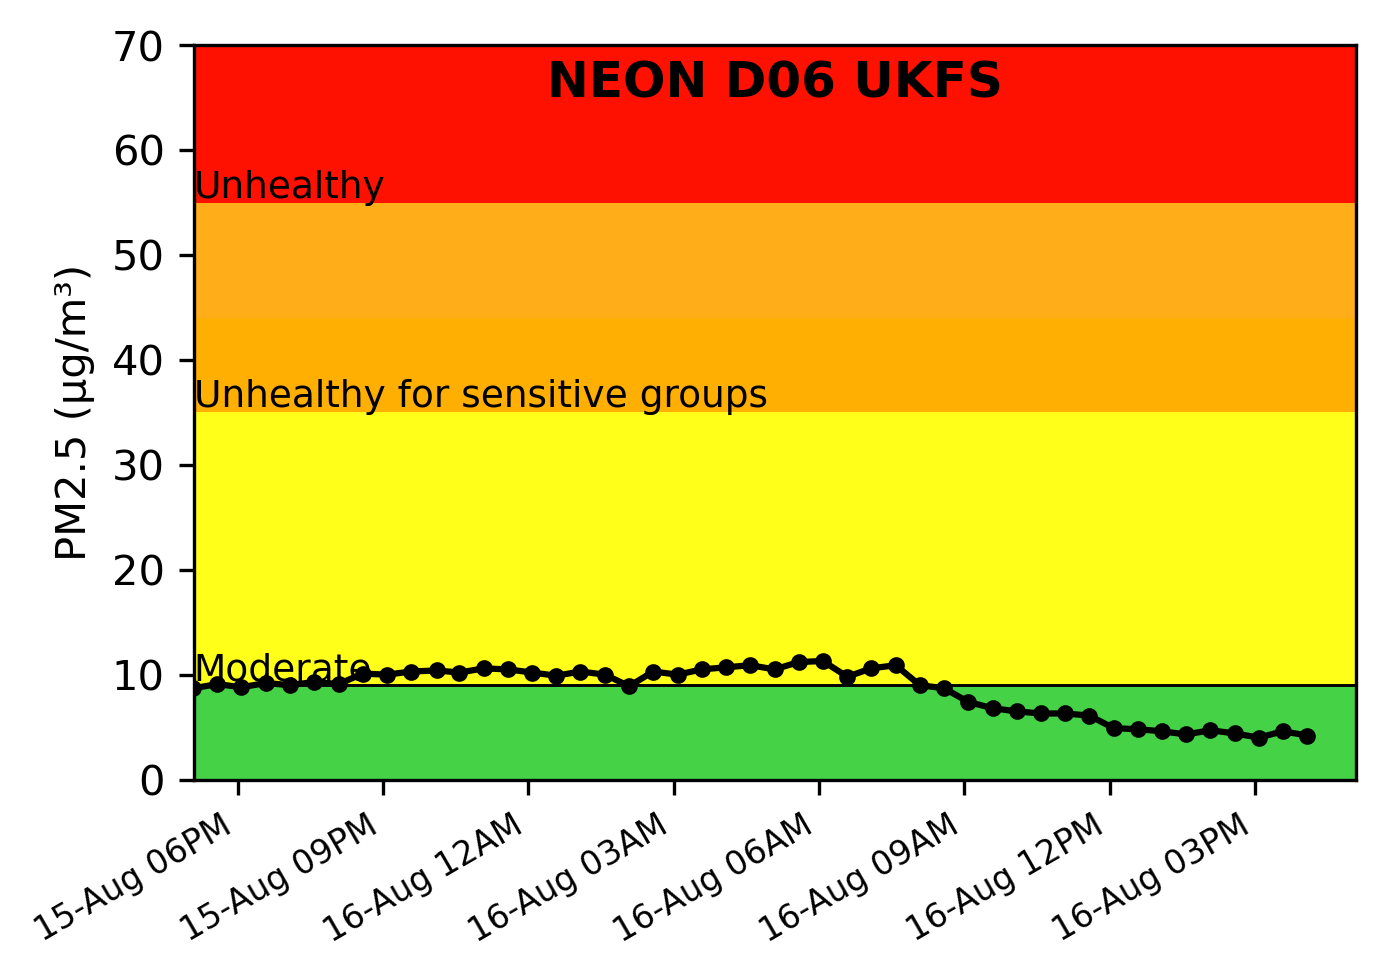 NEON D06 UKFS
70
60
Unhealthy
50
40
Unhealthy for sensitive groups
30
20
Moderate
10
0
PM2.5 (μg/m³)
15-Aug 06PM
15-Aug 09PM
16-Aug 12AM
16-Aug 03AM
16-Aug 06AM
16-Aug 09AM
16-Aug 12PM
16-Aug 03PM